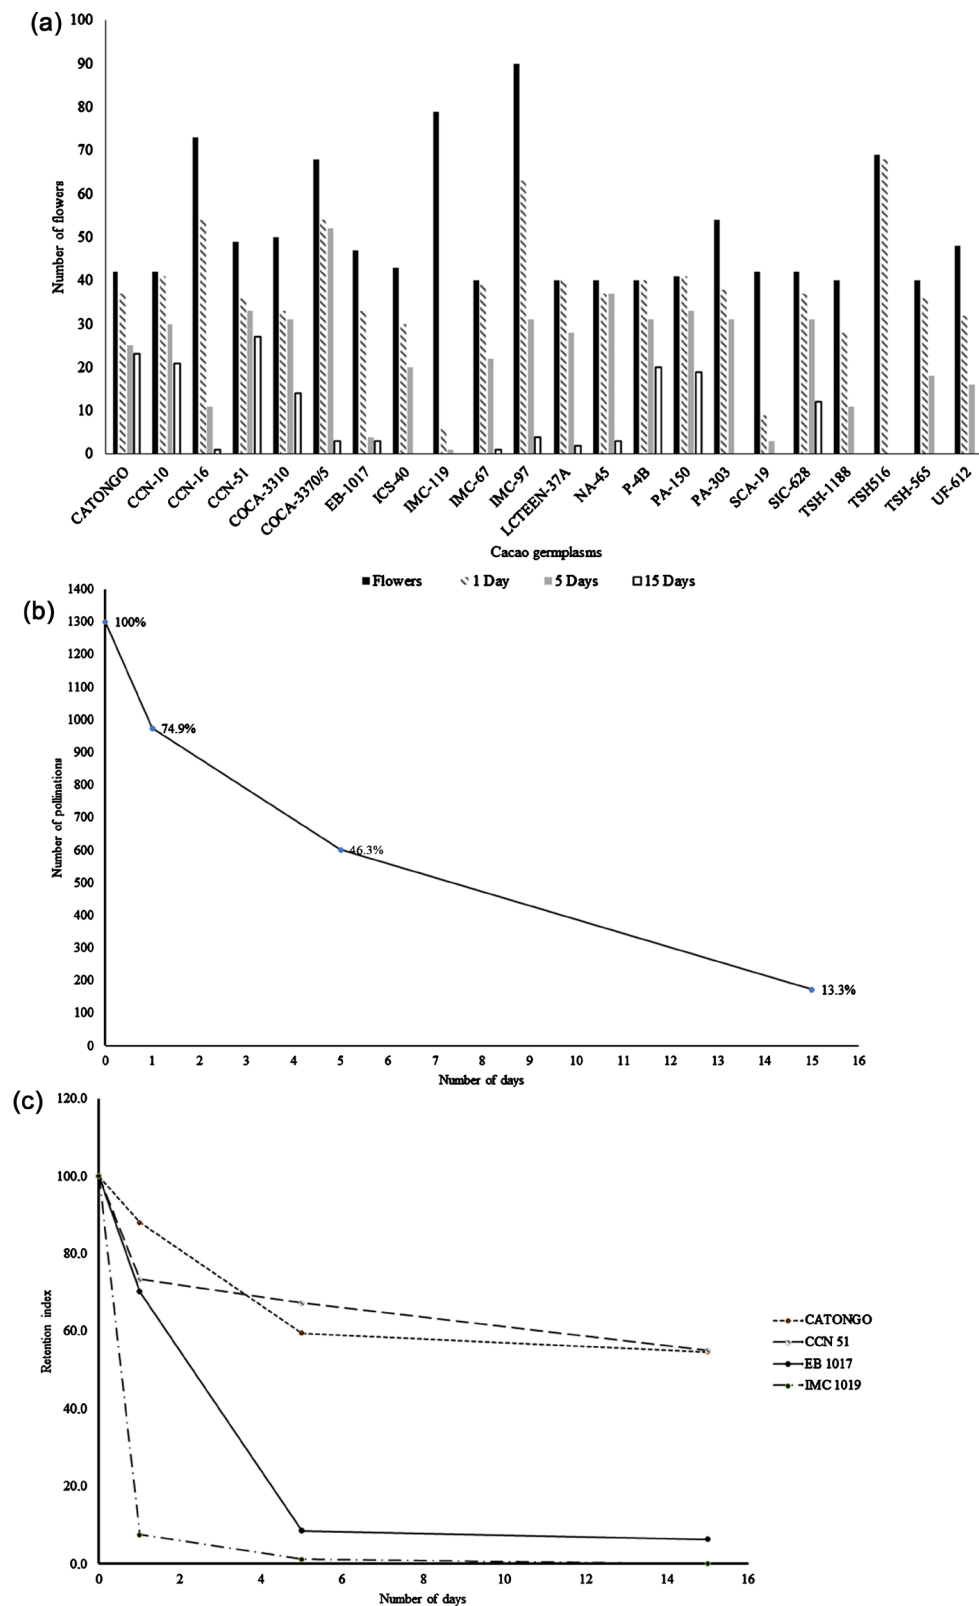 (a)
Number of flowers
100
90
80
70
60
50
40
30
20
10
0
CATONGO
CCN-10
CCN-16
CCN-51
COCA-3310
COCA-3370/5
EB-1017
ICS-40
IMC-119
IMC-67
IMC-97
LCTEEN-37A
NA-45
P-4B
PA-150
PA-303
SCA-19
SIC-628
TSH-1188
TSH516
TSH-565
UF-612
Cacao germplasms
Flowers 1 Day 5 Days 15 Days
(b)
Number of pollinations
1400
1300
1200
1100
1000
900
800
700
600
500
400
300
200
100
0
100%
74.9%
46.3%
13.3%
0 1 2 3 4 5 6 7 8 9 10 11 12 13 14 15 16
Number of days
(c)
Retention index
120.0
100.0
80.0
60.0
40.0
20.0
0.0
0 2 4 6 8 10 12 14 16
Number of days
CATONGO
CCN 51
EB 1017
IMC 1019